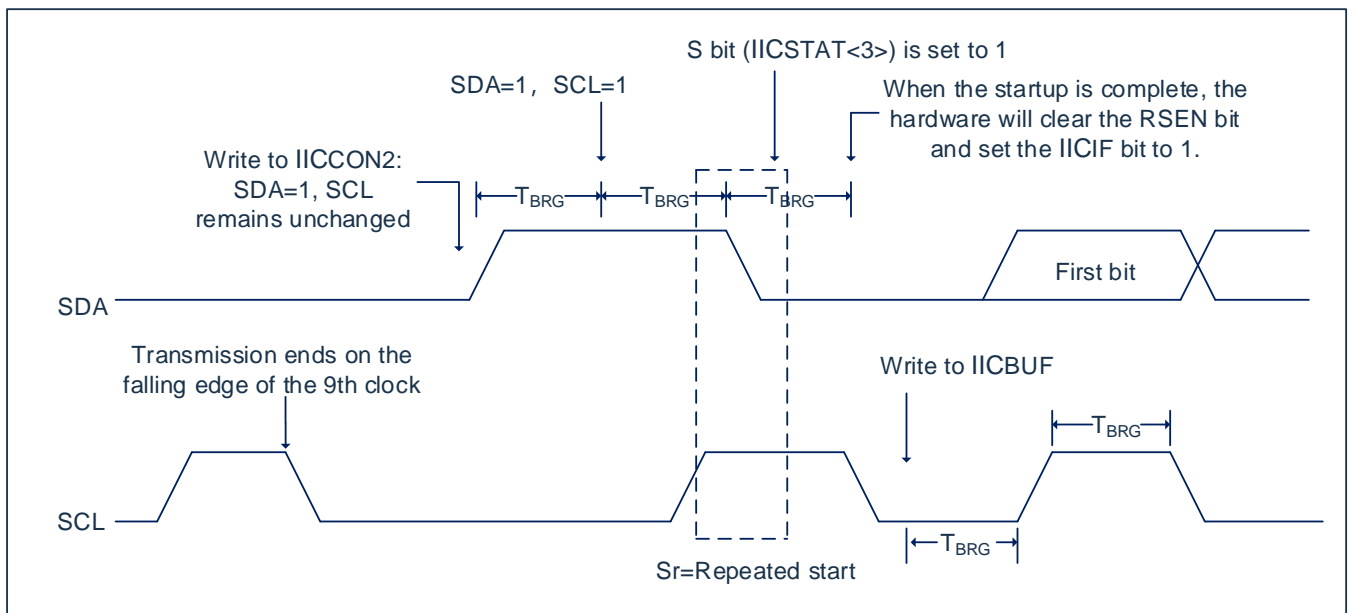 S bit (IICSTAT<3>) is set to 1
SDA=1, SCL=1
When the startup is complete, the
hardware will clear the RSEN bit
and set the IICIF bit to 1.
Write to IICCON2:
SDA=1, SCL
remains unchanged
TBRG
TBRG
TBRG
First bit
SDA
Transmission ends on the
falling edge of the 9th clock
Write to IICBUF
TBRG
SCL
TBRG
Sr=Repeated start